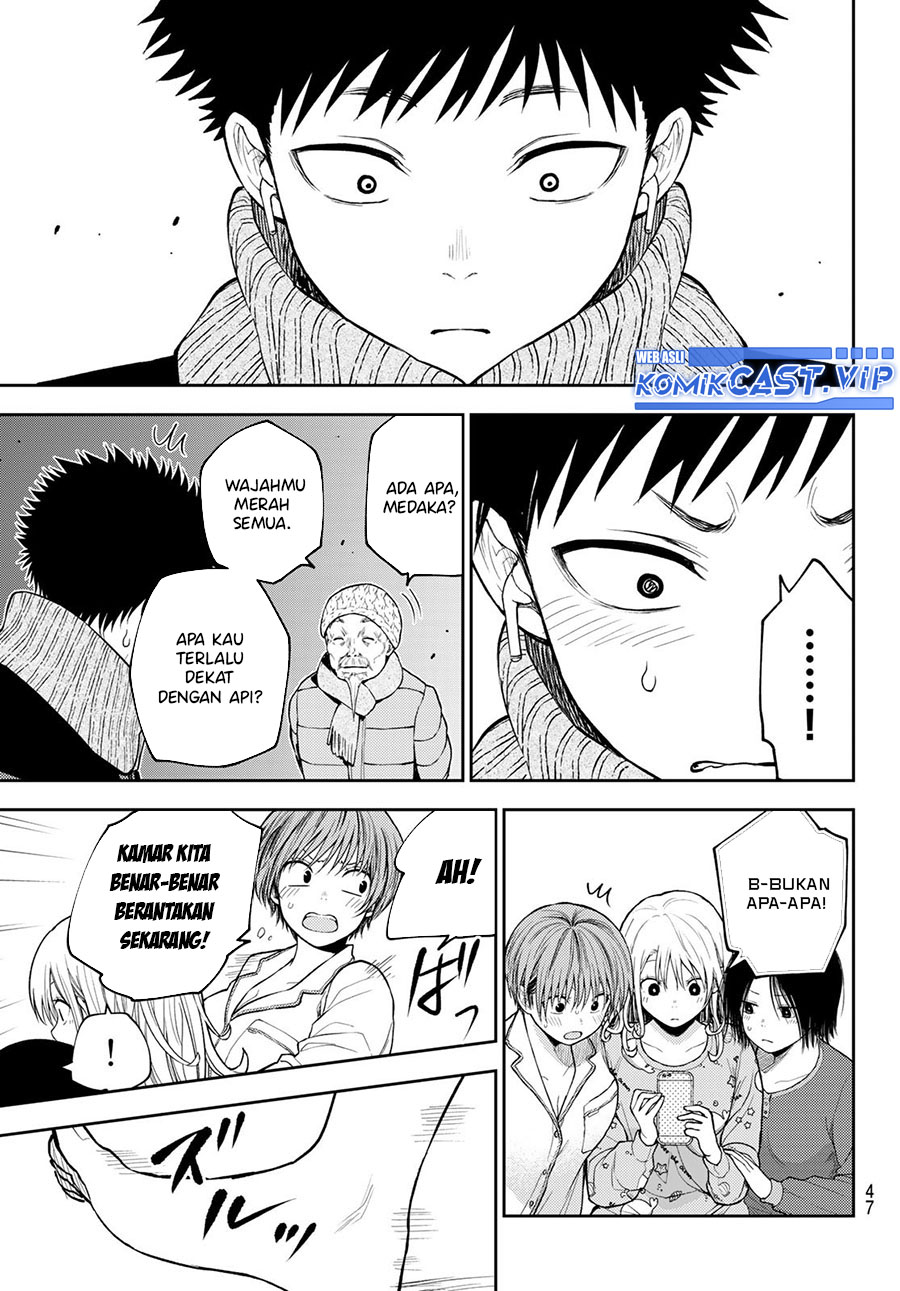 WEB ASLI
KOMIKCAST.VIP
........!
ADA APA,
MEDAKA?
WAJAHMU
MERAH
SEMUA.
APA KAU
TERLALU
DEKAT
DENGAN API?
B-BUKAN
APA-APA!
AH!
KAMAR KITA
BENAR-BENAR
BERANTAKAN
SEKARANG!
ばっ
!
ズルッ
47